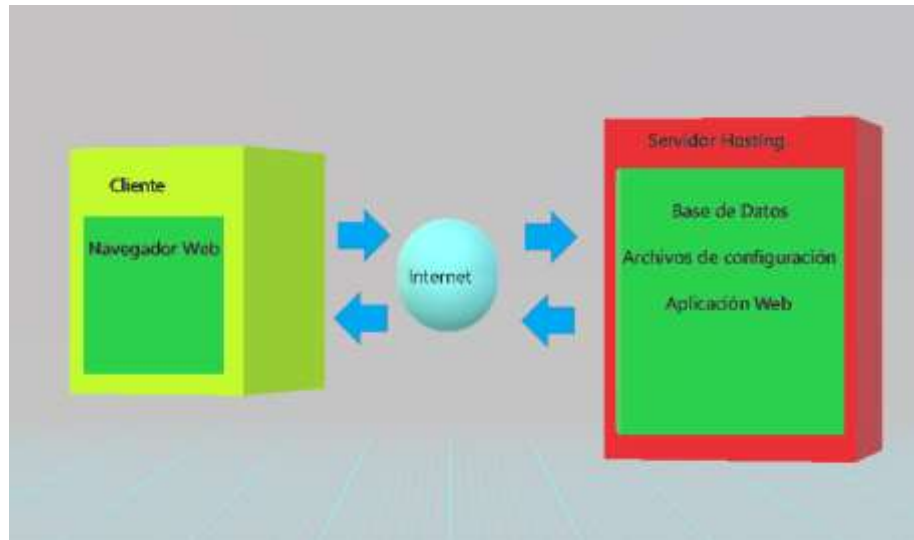 Cliente
Navegador Web
Internet
Servidor Hosting
Base de Datos
Archivos de configuración
Aplicación Web